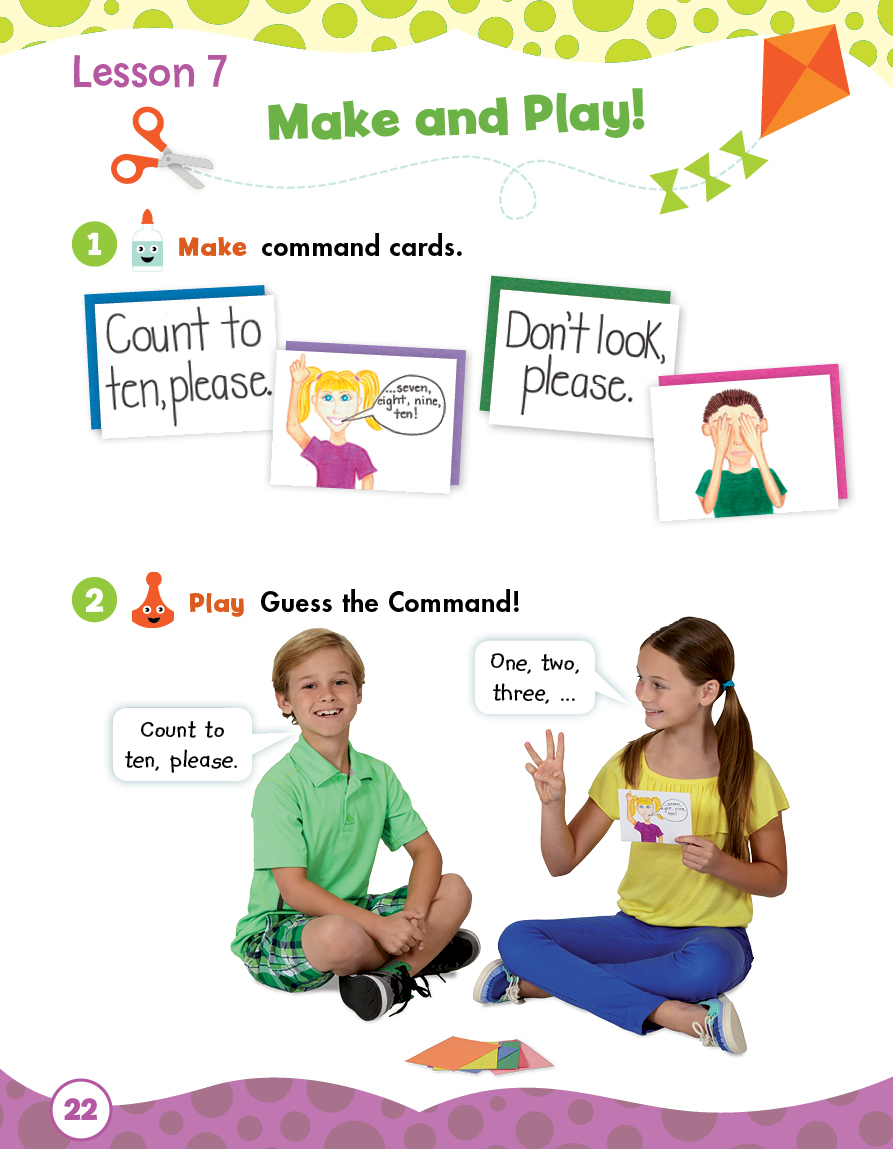 Lesson 7
Make and Play!
1 Make command cards.
Count to
ten, please.
...seven,
eight, nine,
ten!
Don't look,
please.
2 Play Guess the Command!
Count to
ten, please.
One, two,
three, ...
...seven,
eight, nine,
ten!
22